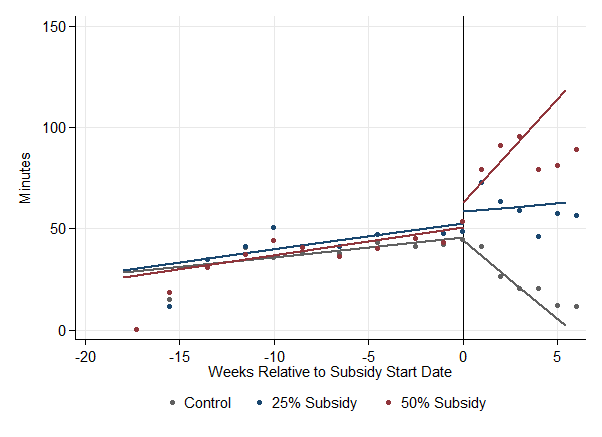 150
100
50
0
Minutes
-20 -15 -10 -5 0 5
Weeks Relative to Subsidy Start Date
Control 25% Subsidy 50% Subsidy